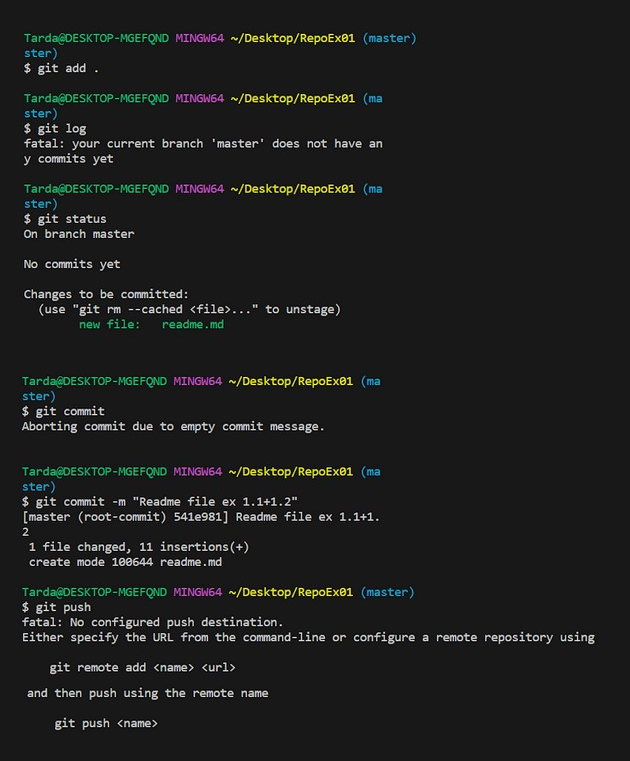 Tarda@DESKTOP-MGEFQND MINGW64 ~/Desktop/RepoEx01 (master)
ster)
$ git add .
Tarda@DESKTOP-MGEFQND MINGW64 ~/Desktop/RepoEx01 (ma
ster)
$ git log
fatal: your current branch 'master' does not have an
y commits yet
Tarda@DESKTOP-MGEFQND MINGW64 ~/Desktop/RepoEx01 (ma
ster)
$ git status
On branch master
No commits yet
Changes to be committed:
  (use "git rm --cached <file>..." to unstage)
        new file:   readme.md
Tarda@DESKTOP-MGEFQND MINGW64 ~/Desktop/RepoEx01 (ma
ster)
$ git commit
Aborting commit due to empty commit message.
Tarda@DESKTOP-MGEFQND MINGW64 ~/Desktop/RepoEx01 (ma
ster)
$ git commit -m "Readme file ex 1.1+1.2"
[master (root-commit) 541e981] Readme file ex 1.1+1.
2
 1 file changed, 11 insertions(+)
 create mode 100644 readme.md
Tarda@DESKTOP-MGEFQND MINGW64 ~/Desktop/RepoEx01 (master)
$ git push
fatal: No configured push destination.
Either specify the URL from the command-line or configure a remote repository using
    git remote add <name> <url>
and then push using the remote name
    git push <name>